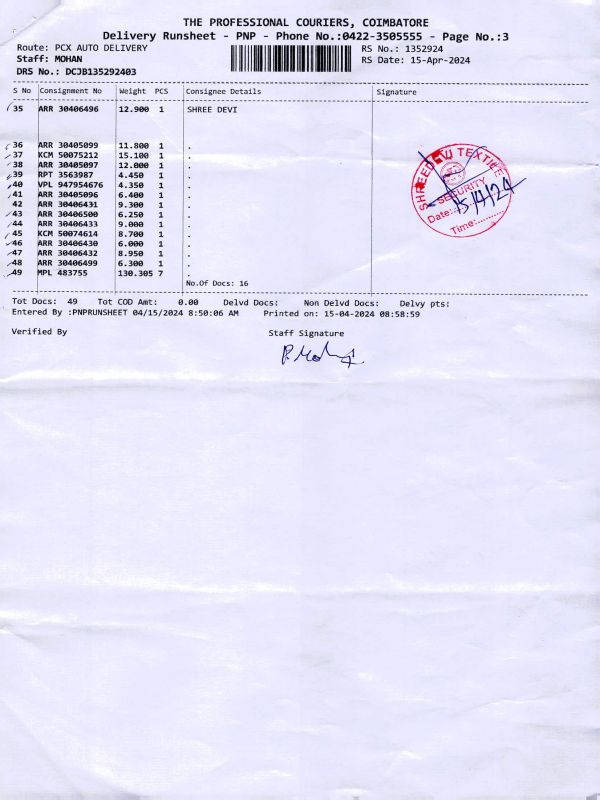 THE PROFESSIONAL COURIERS, COIMBATORE
Delivery Runsheet - PNP - Phone No.:0422-3505555 - Page No.:3
Route: PCX AUTO DELIVERY RS No.: 1352924
Staff: MOHAN RS Date: 15-Apr-2024
DRS No.: DCJB135292403
S No Consignment No Weight PCS Consignee Details Signature
35 ARR 30406496 12.900 1 SHREE DEVI
36 ARR 30405099 11.800 1 .
37 KCM 50075212 15.100 1 .
38 ARR 30405097 12.000 1 .
39 RPT 3563987 4.450 1 .
40 VPL 947954676 4.350 1 .
41 ARR 30405096 6.400 1 .
42 ARR 30406431 9.300 1 .
43 ARR 30406500 6.250 1 .
44 ARR 30406433 9.000 1 .
45 KCM 50074614 8.700 1 .
46 ARR 30406430 6.000 1 .
47 ARR 30406432 8.950 1 .
48 ARR 30406499 6.300 1 .
49 MPL 483755 130.305 7 .
No.Of Docs: 16
SHREEDEVI TEXTILE
SECURITY
Date: 15/4/24
Time:..........
Tot Docs: 49 Tot COD Amt: 0.00 Delvd Docs: Non Delvd Docs: Delvy pts:
Entered By :PNPRUNSHEET 04/15/2024 8:50:06 AM Printed on: 15-04-2024 08:58:59
Verified By Staff Signature